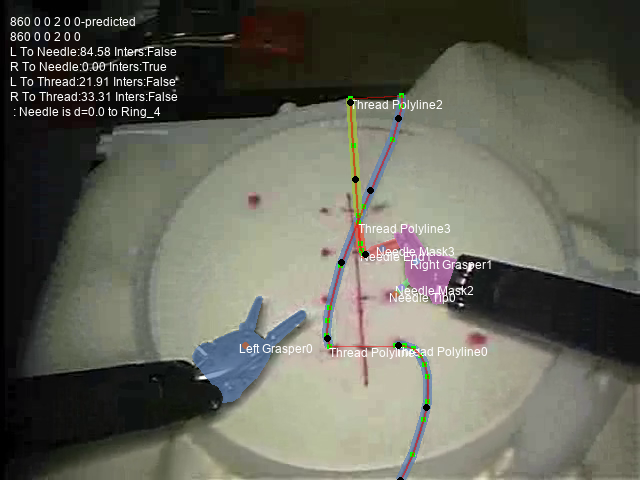 860 0 0 2 0 0-predicted
860 0 0 2 0 0
L To Needle:84.58 Inters:False
R To Needle:0.00 Inters:True
L To Thread:21.91 Inters:False
R To Thread:33.31 Inters:False
: Needle is d=0.0 to Ring_4
Thread Polyline2
Thread Polyline3
Needle Mask3
Needle End
Right Grasper1
Needle Mask2
Needle Tip0
Left Grasper0
Thread Polyline
Thread Polyline0